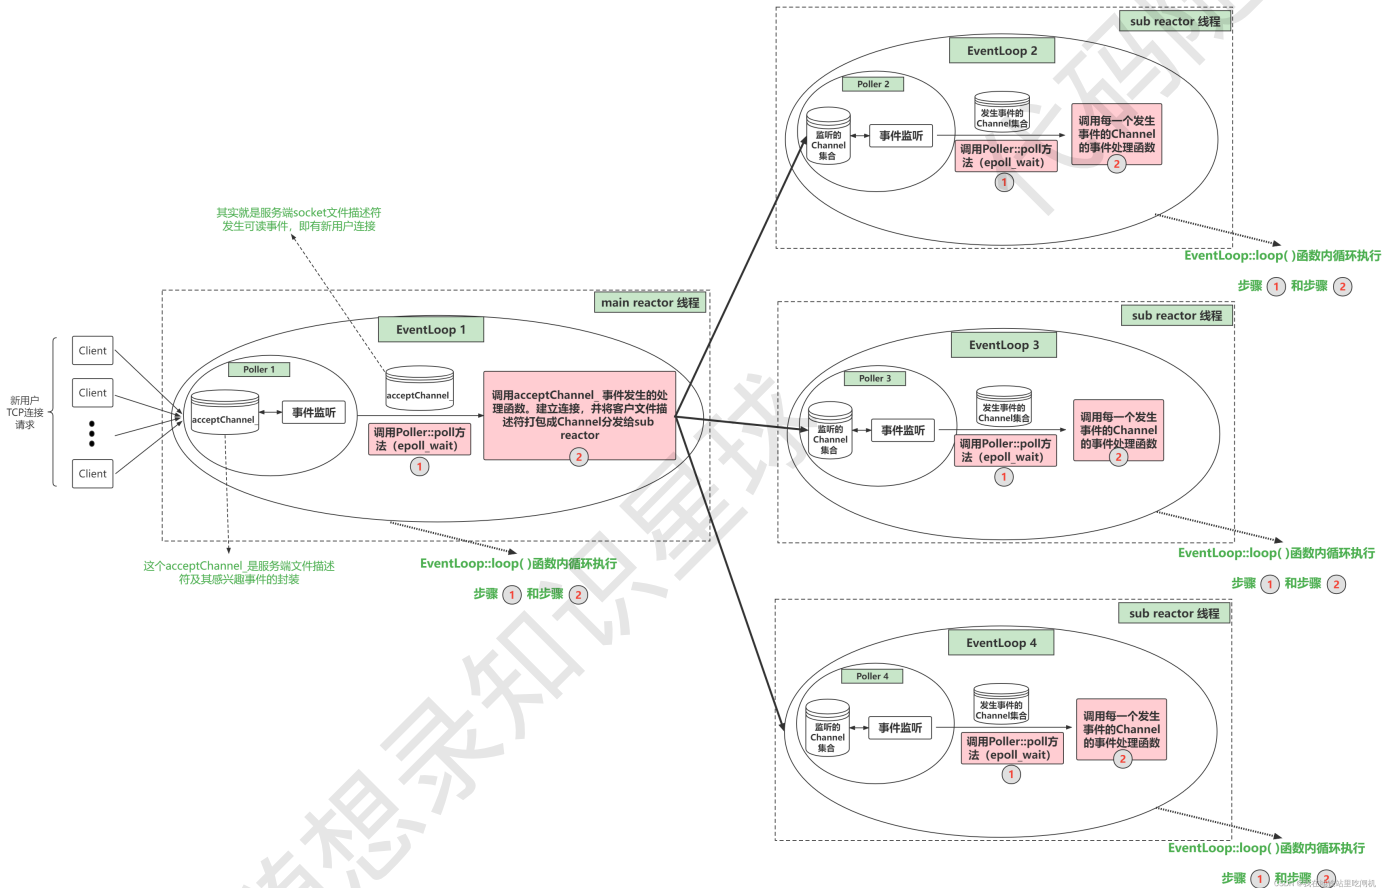 新用户
TCP连接
请求
Client
Client
Client
Client
其实就是服务端socket文件描述符
发生可读事件，即有新用户连接
main reactor 线程
EventLoop 1
Poller 1
acceptChannel_
事件监听
acceptChannel_
调用Poller::poll方
法（epoll_wait）
1
调用acceptChannel_ 事件发生的处
理函数。建立连接，并将客户文件描
述符打包成Channel分发给sub
reactor
2
这个acceptChannel_是服务端文件描述
符及其感兴趣事件的封装
EventLoop::loop( )函数内循环执行
步骤 1 和步骤 2
sub reactor 线程
EventLoop 2
Poller 2
监听的
Channel
集合
事件监听
发生事件的
Channel集合
调用Poller::poll方
法（epoll_wait）
1
调用每一个发生
事件的Channel
的事件处理函数
2
EventLoop::loop( )函数内循环执行
步骤 1 和步骤 2
sub reactor 线程
EventLoop 3
Poller 3
监听的
Channel
集合
事件监听
发生事件的
Channel集合
调用Poller::poll方
法（epoll_wait）
1
调用每一个发生
事件的Channel
的事件处理函数
2
EventLoop::loop( )函数内循环执行
步骤 1 和步骤 2
sub reactor 线程
EventLoop 4
Poller 4
监听的
Channel
集合
事件监听
发生事件的
Channel集合
调用Poller::poll方
法（epoll_wait）
1
调用每一个发生
事件的Channel
的事件处理函数
2
EventLoop::loop( )函数内循环执行
步骤 1 和步骤 2
随想录知识星球
代码随